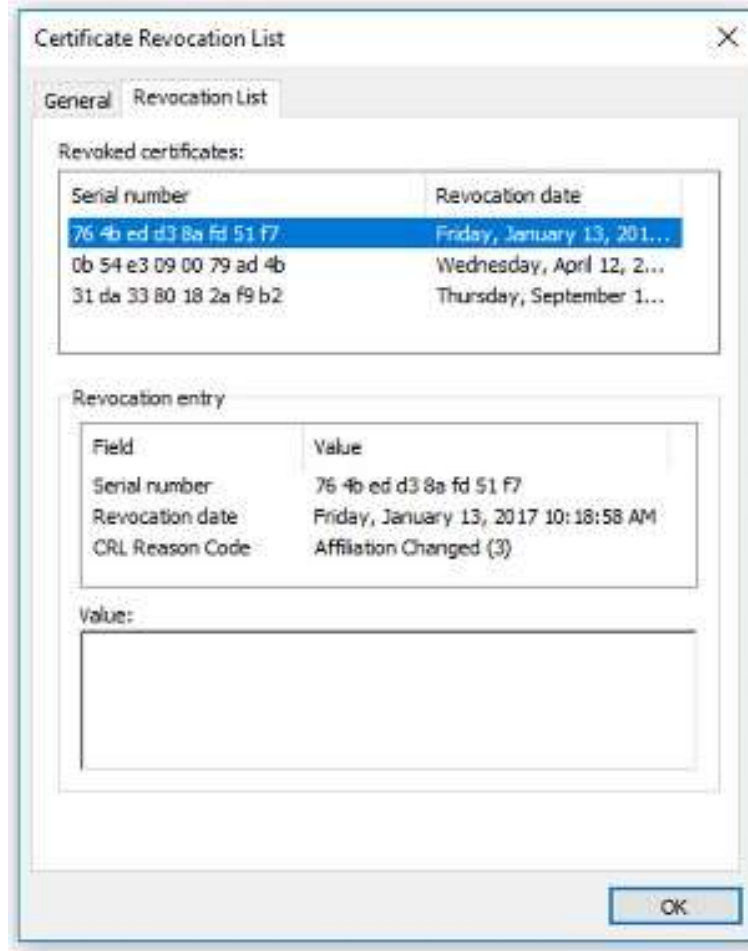 Certificate Revocation List
General Revocation List
Revoked certificates:
Serial number Revocation date
76 4b ed d3 8a fd 51 f7 Friday, January 13, 201...
0b 54 e3 09 00 79 ad 4b Wednesday, April 12, 2...
31 da 33 80 18 2a f9 b2 Thursday, September 1...
Revocation entry
Field Value
Serial number 76 4b ed d3 8a fd 51 f7
Revocation date Friday, January 13, 2017 10:18:58 AM
CRL Reason Code Affiliation Changed (3)
Value:
OK